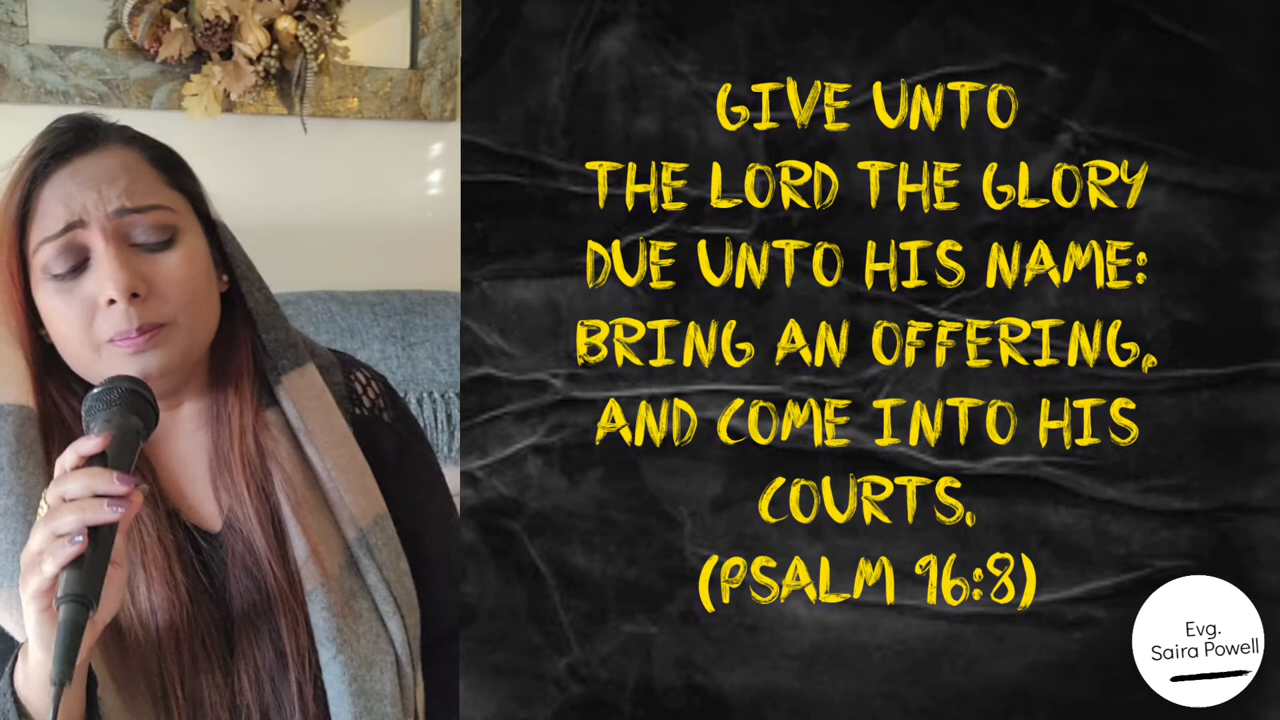 GIVE UNTO
THE LORD THE GLORY
DUE UNTO HIS NAME:
BRING AN OFFERING,
AND COME INTO HIS
COURTS.
(PSALM 96:8)
Evg.
Saira Powell